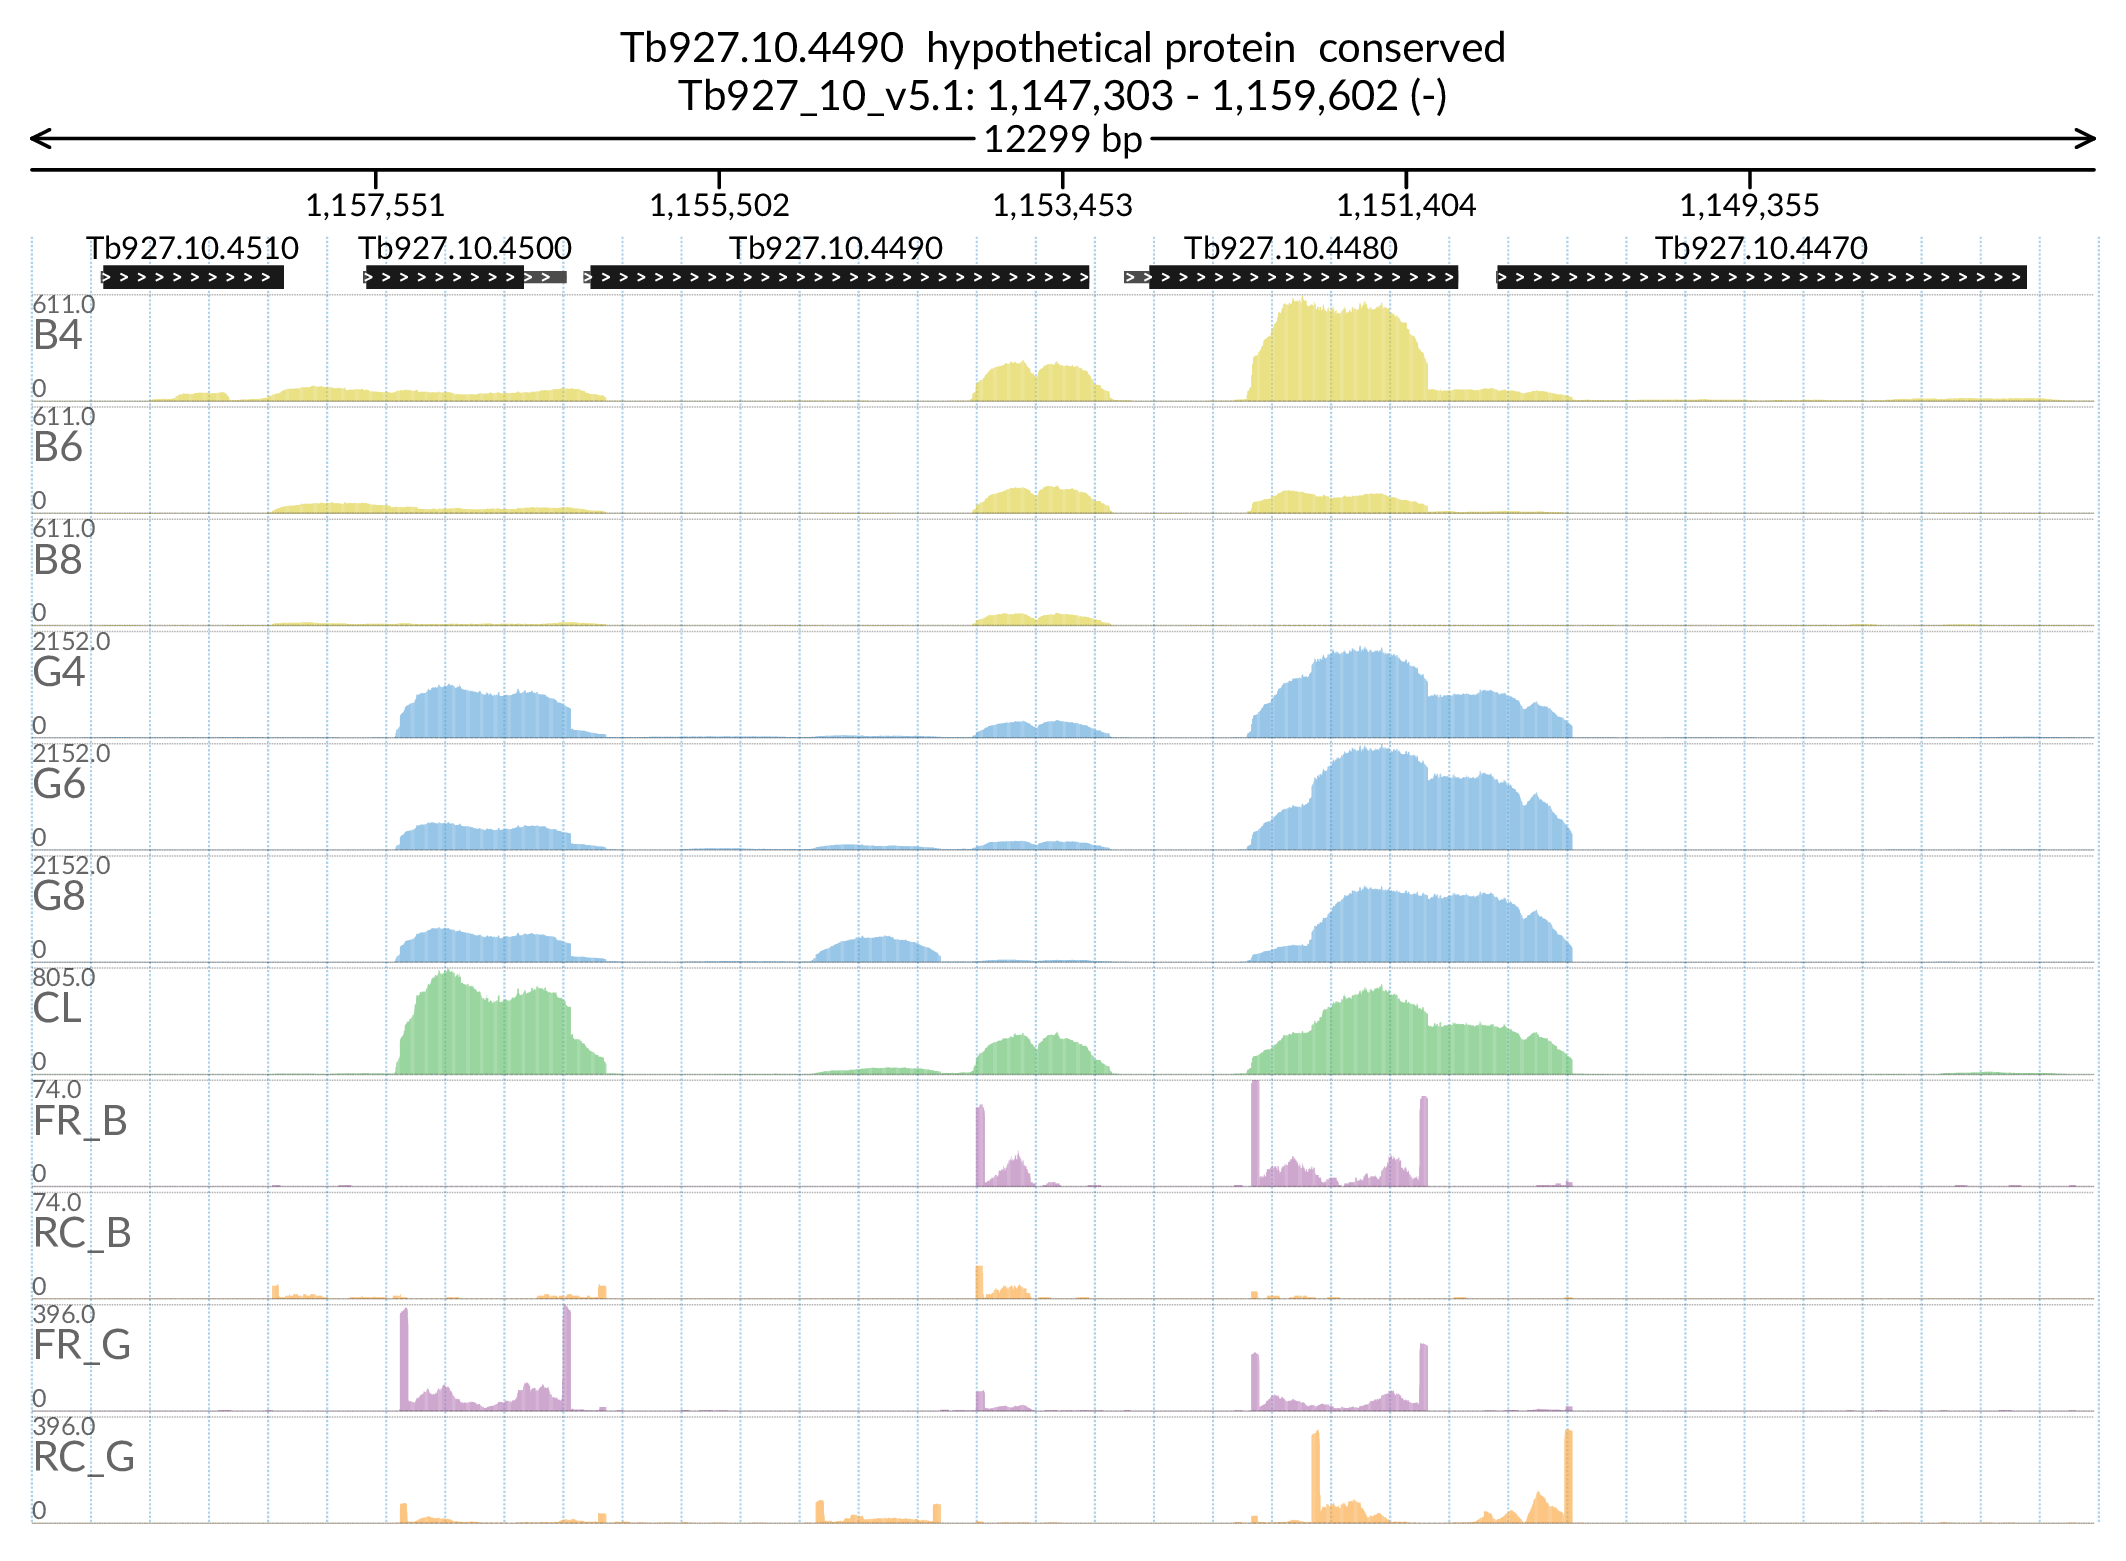 Tb927.10.4490  hypothetical protein  conserved
Tb927_10_v5.1: 1,147,303 - 1,159,602 (-)
12299 bp
1,157,551 1,155,502 1,153,453 1,151,404 1,149,355
Tb927.10.4510 Tb927.10.4500 Tb927.10.4490 Tb927.10.4480 Tb927.10.4470
611.0
B4
0
611.0
B6
0
611.0
B8
0
2152.0
G4
0
2152.0
G6
0
2152.0
G8
0
805.0
CL
0
74.0
FR_B
0
74.0
RC_B
0
396.0
FR_G
0
396.0
RC_G
0